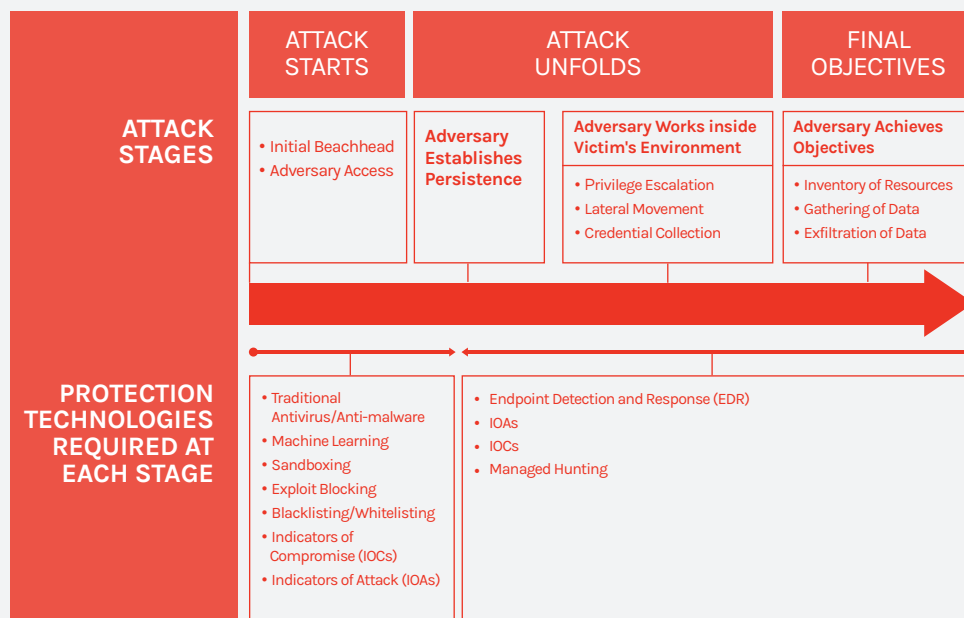 ATTACK
STARTS
ATTACK
UNFOLDS
FINAL
OBJECTIVES
ATTACK
STAGES
• Initial Beachhead
• Adversary Access
Adversary
Establishes
Persistence
Adversary Works inside
Victim's Environment
• Privilege Escalation
• Lateral Movement
• Credential Collection
Adversary Achieves
Objectives
• Inventory of Resources
• Gathering of Data
• Exfiltration of Data
PROTECTION
TECHNOLOGIES
REQUIRED AT
EACH STAGE
• Traditional
Antivirus/Anti-malware
• Machine Learning
• Sandboxing
• Exploit Blocking
• Blacklisting/Whitelisting
• Indicators of
Compromise (IOCs)
• Indicators of Attack (IOAs)
• Endpoint Detection and Response (EDR)
• IOAs
• IOCs
• Managed Hunting